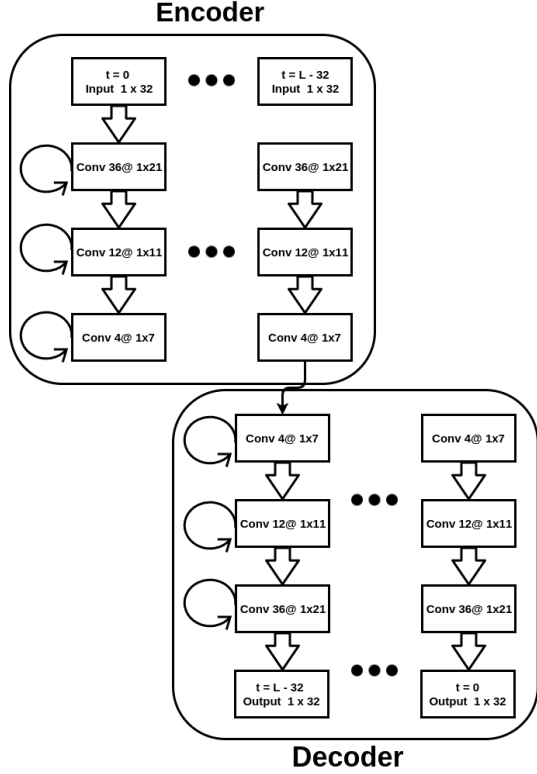 Encoder
t = 0
Input 1 x 32
t = L - 32
Input 1 x 32
Conv 36@ 1x21
Conv 36@ 1x21
Conv 12@ 1x11
Conv 12@ 1x11
Conv 4@ 1x7
Conv 4@ 1x7
Conv 4@ 1x7
Conv 4@ 1x7
Conv 12@ 1x11
Conv 12@ 1x11
Conv 36@ 1x21
Conv 36@ 1x21
t = L - 32
Output 1 x 32
t = 0
Output 1 x 32
Decoder